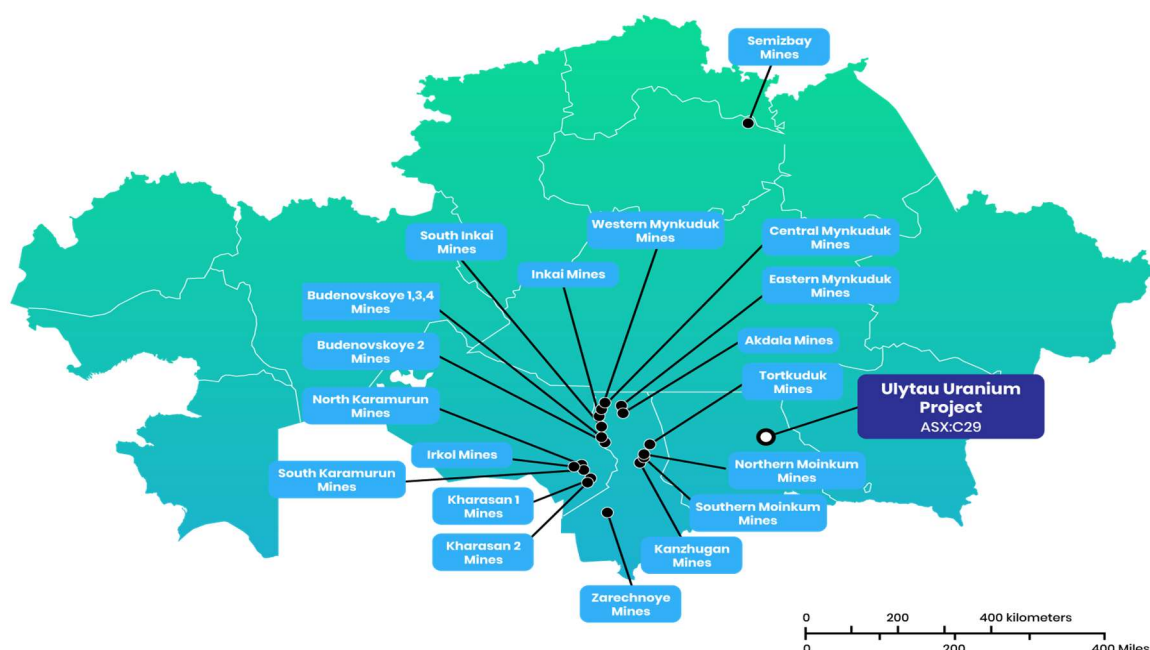 Semizbay
Mines
Western Mynkuduk
Mines
Central Mynkuduk
Mines
South Inkai
Mines
Inkai Mines
Eastern Mynkuduk
Mines
Budenovskoye 1,3,4
Mines
Budenovskoye 2
Mines
Akdala Mines
Tortkuduk
Mines
Ulytau Uranium
Project
ASX:C29
North Karamurun
Mines
Irkol Mines
South Karamurun
Mines
Northern Moinkum
Mines
Kharasan 1
Mines
Southern Moinkum
Mines
Kharasan 2
Mines
Kanzhugan
Mines
Zarechnoye
Mines
0 200 400 kilometers
0 200 400 Miles